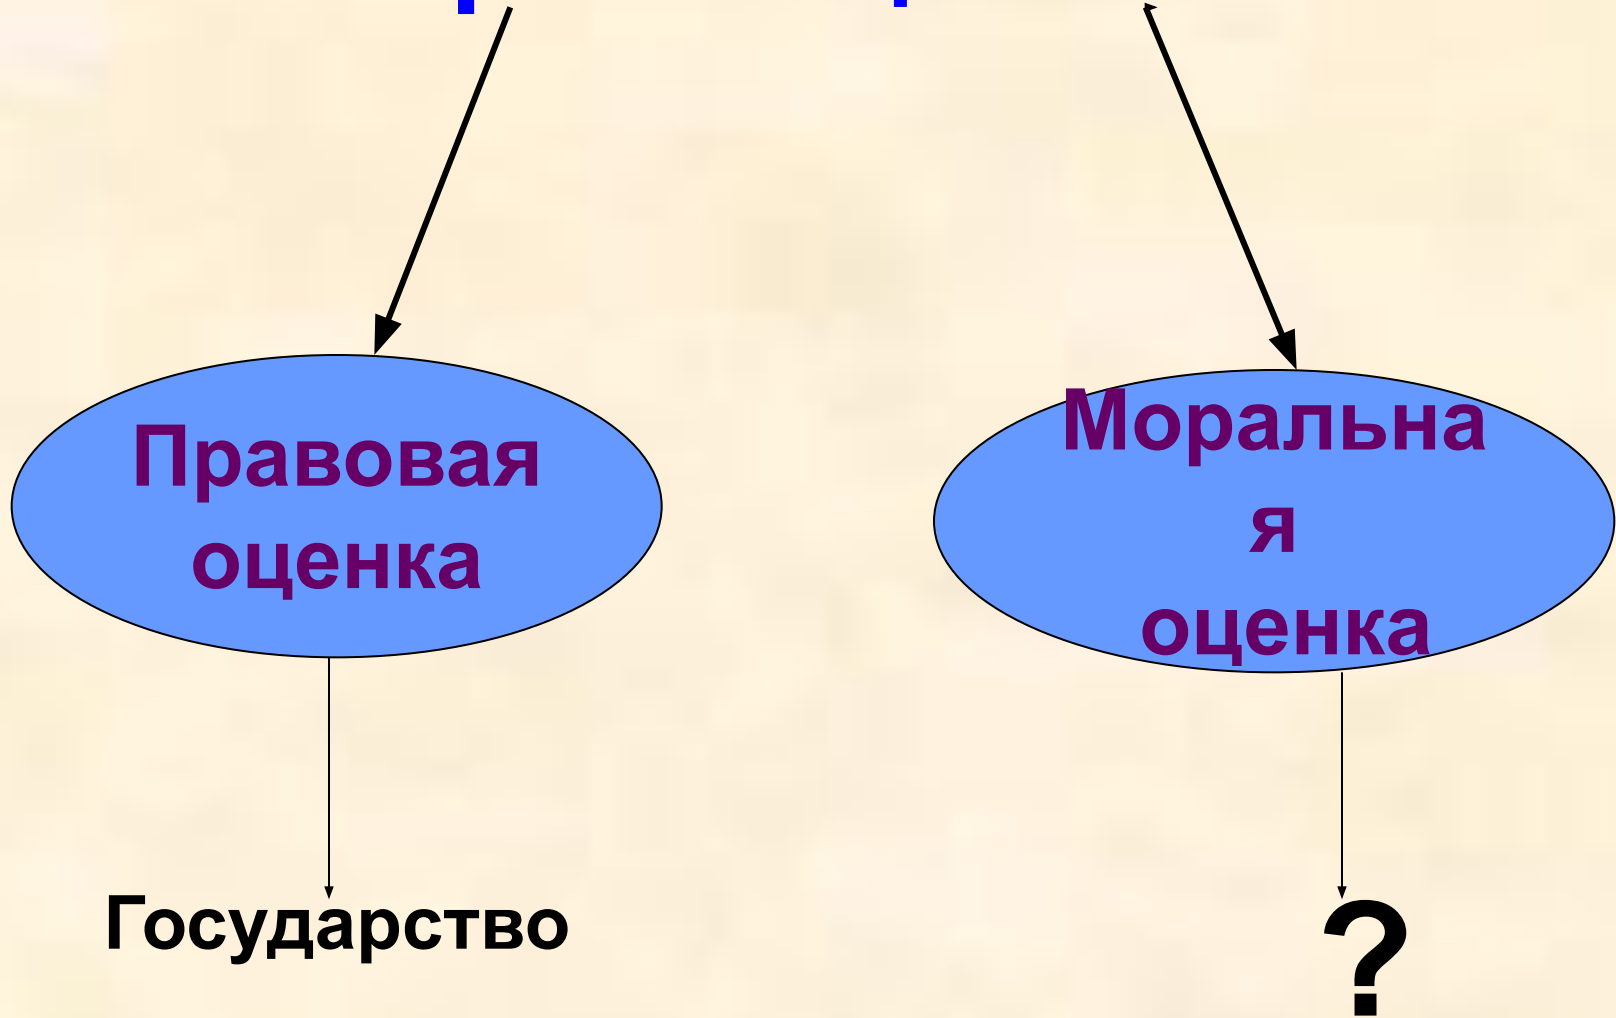 Правовая
оценка
Моральна
я
оценка
Государство
?